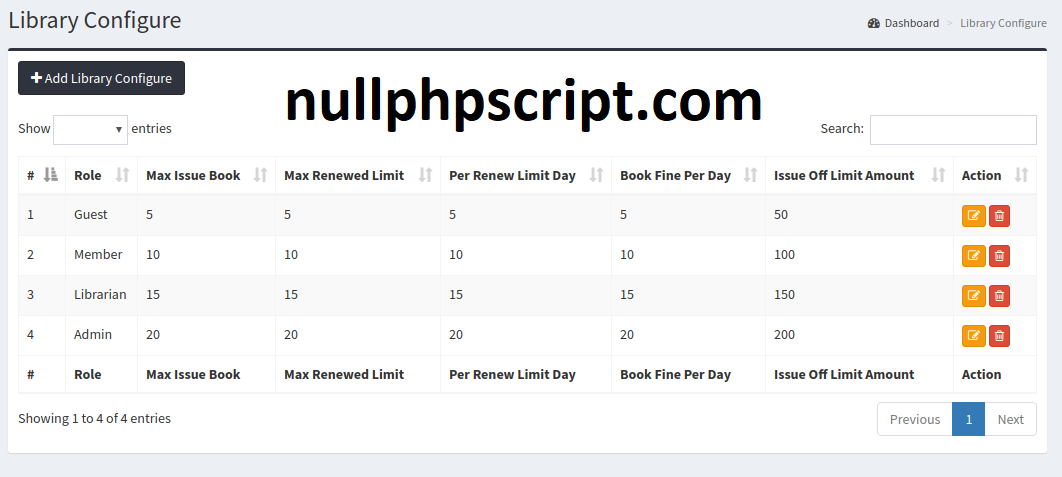 Library Configure
Dashboard > Library Configure
Add Library Configure
nullphpscript.com
Show entries
Search:
# Role Max Issue Book Max Renewed Limit Per Renew Limit Day Book Fine Per Day Issue Off Limit Amount Action
1 Guest 5 5 5 5 50
2 Member 10 10 10 10 100
3 Librarian 15 15 15 15 150
4 Admin 20 20 20 20 200
# Role Max Issue Book Max Renewed Limit Per Renew Limit Day Book Fine Per Day Issue Off Limit Amount Action
Showing 1 to 4 of 4 entries
Previous 1 Next